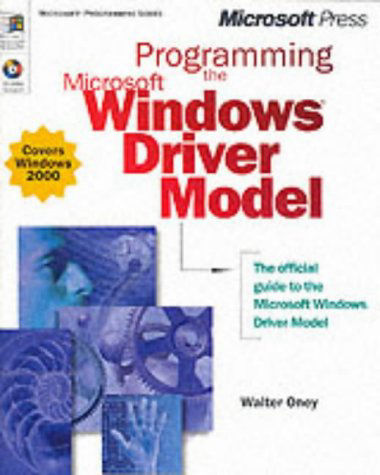 MICROSOFT PROGRAMMING SERIES
Microsoft Press
Programming
the
Microsoft
Windows®
Driver
Model
Covers
Windows
2000
The official
guide to the
Microsoft Windows
Driver Model
Walter Oney